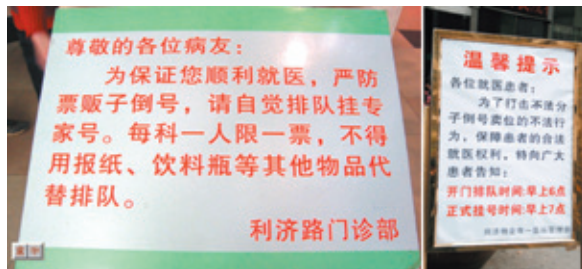 尊敬的各位病友：
为保证您顺利就医，严防
票贩子倒号，请自觉排队挂专
家号。每科一人限一票，不得
用报纸、饮料瓶等其他物品代
替排队。
利济路门诊部
温馨提示
各位就医患者：
为了打击不法分
子倒号卖位的不法行
为，保障患者的合法
就医权利，特向广大
患者告知：
开门排队时间:早上6点
正式挂号时间:早上7点